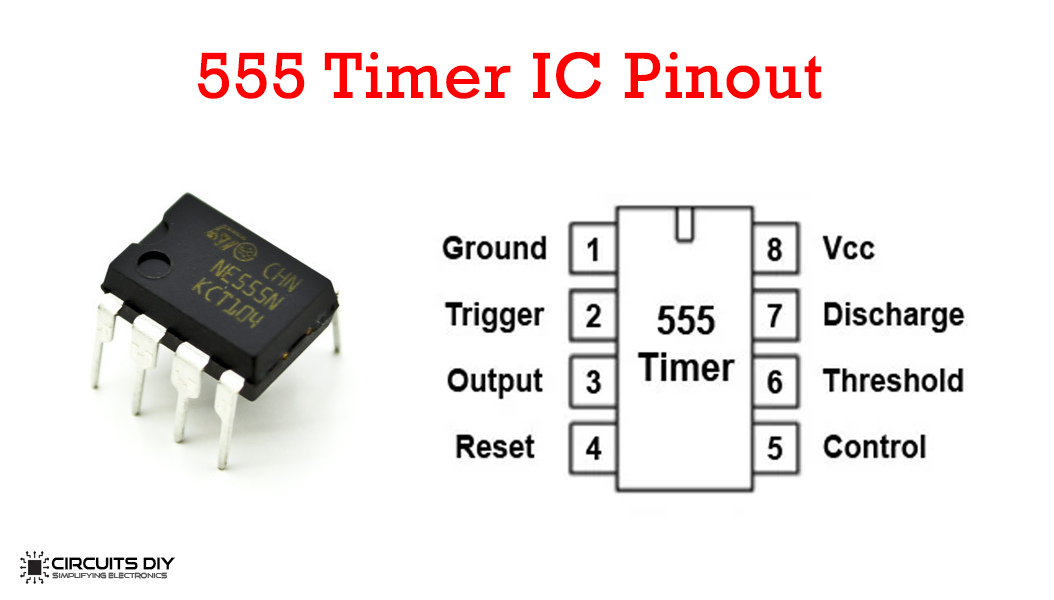 555 Timer IC Pinout
CHN
NE555N
KCT104
Ground 1
8 Vcc
Trigger 2
7 Discharge
555
Timer
Output 3
6 Threshold
Reset 4
5 Control
CIRCUITS DIY
SIMPLIFYING ELECTRONICS